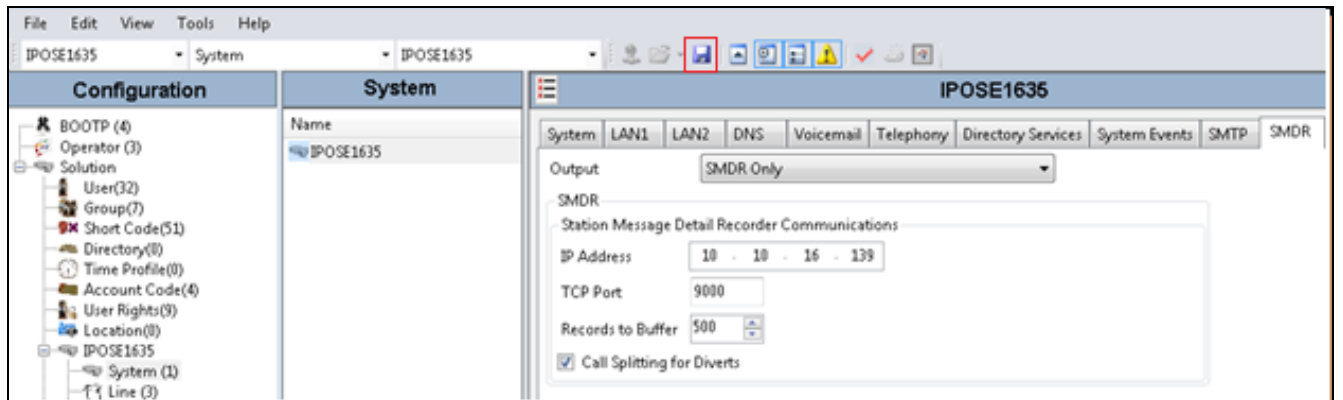 File Edit View Tools Help
IPOSE1635 System IPOSE1635
Configuration System IPOSE1635
BOOTP (4)
Operator (3)
Solution
User(32)
Group(7)
Short Code(51)
Directory(0)
Time Profile(0)
Account Code(4)
User Rights(9)
Location(0)
IPOSE1635
System (1)
Line (3)
Name
IPOSE1635
System LAN1 LAN2 DNS Voicemail Telephony Directory Services System Events SMTP SMDR
Output SMDR Only
SMDR
Station Message Detail Recorder Communications
IP Address 10 . 10 . 16 . 139
TCP Port 9000
Records to Buffer 500
Call Splitting for Diverts